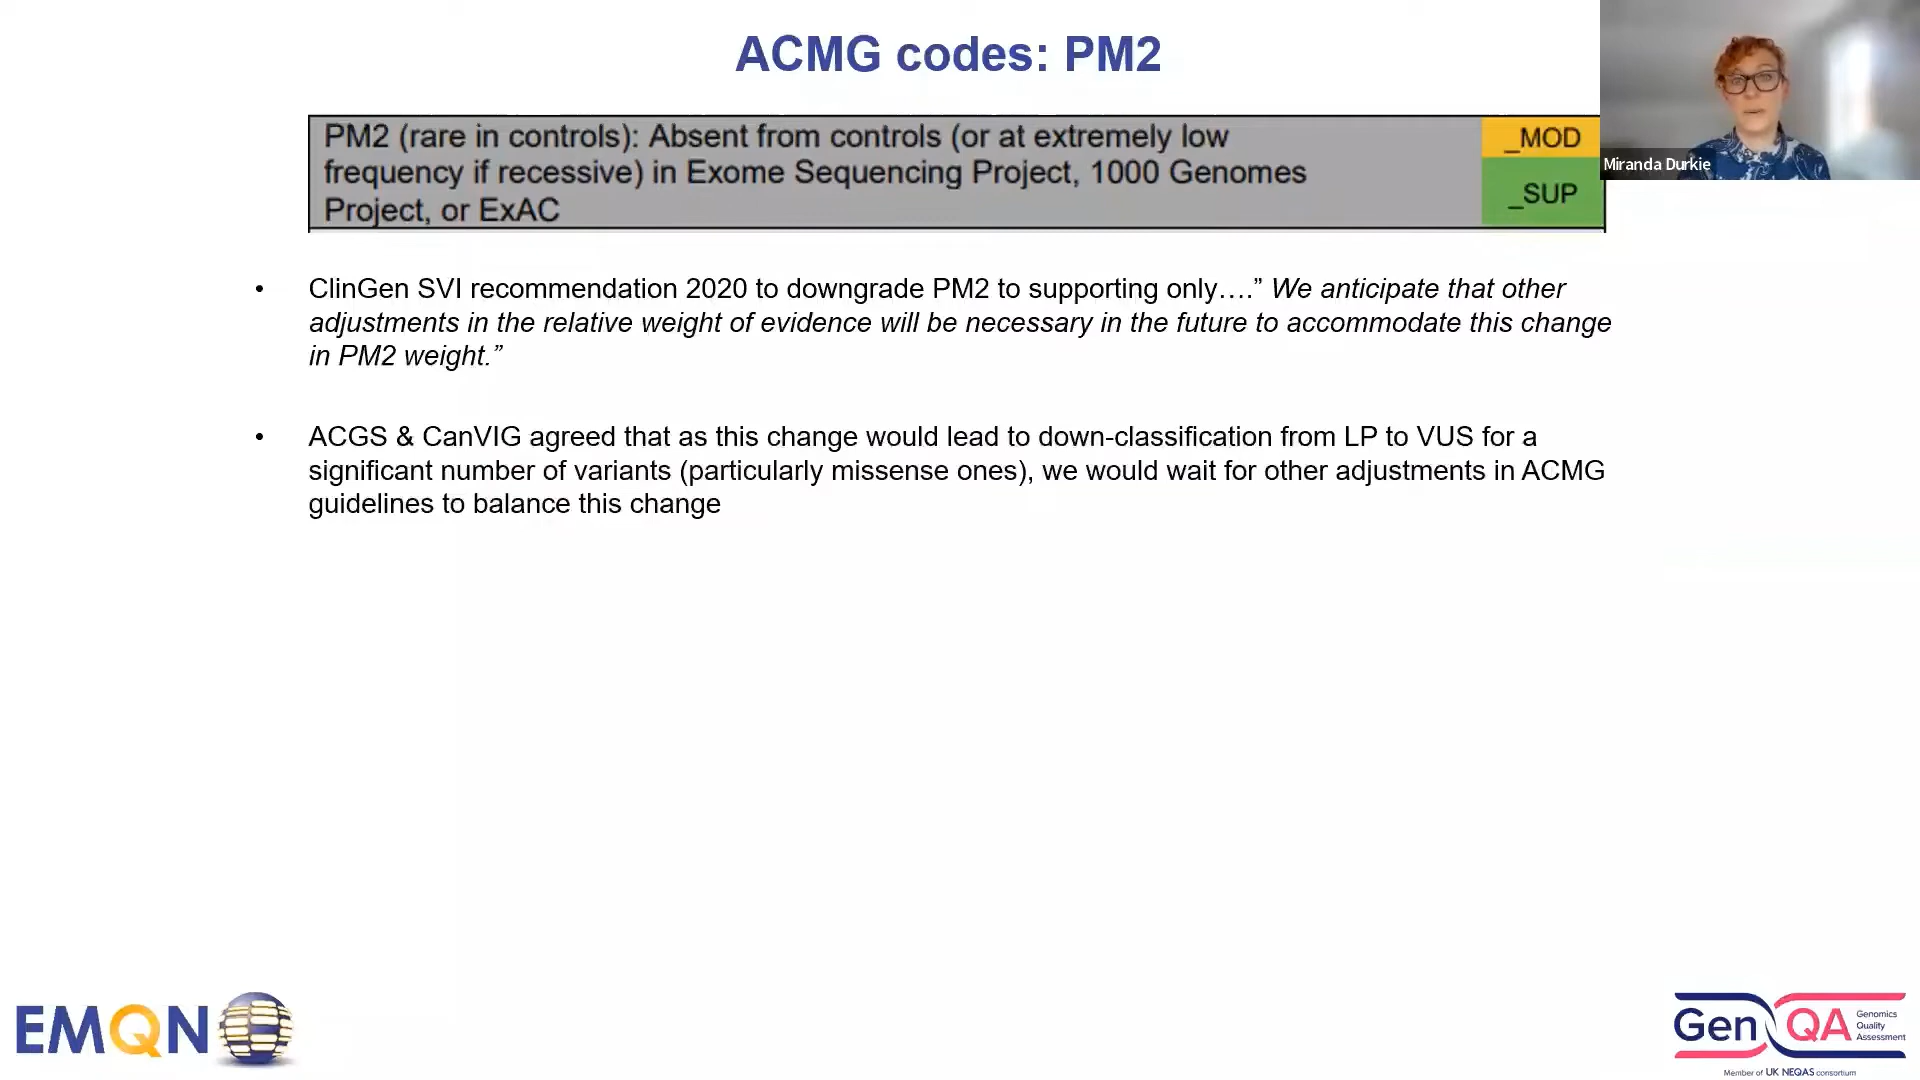 ACMG codes: PM2
PM2 (rare in controls): Absent from controls (or at extremely low
frequency if recessive) in Exome Sequencing Project, 1000 Genomes
Project, or ExAC
_MOD
_SUP
Miranda Durkie
• ClinGen SVI recommendation 2020 to downgrade PM2 to supporting only….” We anticipate that other
adjustments in the relative weight of evidence will be necessary in the future to accommodate this change
in PM2 weight.”
• ACGS & CanVIG agreed that as this change would lead to down-classification from LP to VUS for a
significant number of variants (particularly missense ones), we would wait for other adjustments in ACMG
guidelines to balance this change
EMQN
GenQA
Genomics
Quality
Assessment
Member of UK NEQAS consortium